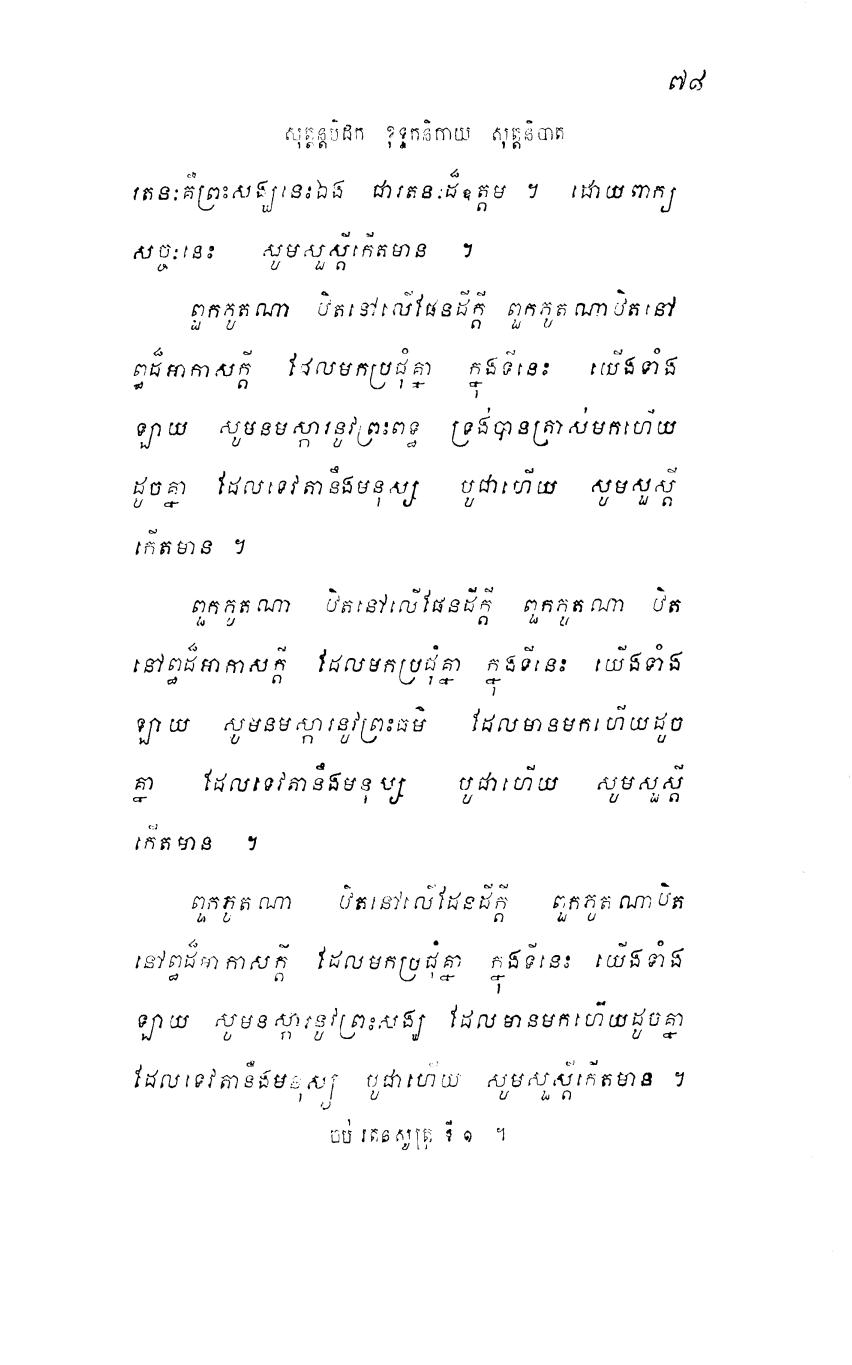 ៧៨
សុត្តន្តបិដក ខុទ្ទកនិកាយ សុត្តនិបាត
រតនៈគឺព្រះសង្ឃនេះឯង ជារតនៈដ៏ឧត្តម ។ ដោយពាក្យ
សច្ចៈនេះ សូមសួស្តីកើតមាន ។
ពួកភូតណា ឋិតនៅលើផែនដីក្តី ពួកភូតណាឋិតនៅ
ឰដ៏អាកាសក្តី ដែលមកប្រជុំគ្នា ក្នុងទីនេះ យើងទាំង
ឡាយ សូមនមស្ការនូវព្រះពុទ្ធ ទ្រង់បានត្រាស់មកហើយ
ដូចគ្នា ដែលទេវតានឹងមនុស្ស បូជាហើយ សូមសួស្តី
កើតមាន ។
ពួកភូតណា ឋិតនៅលើផែនដីក្តី ពួកភូតណា ឋិត
នៅឰដ៏អាកាសក្តី ដែលមកប្រជុំគ្នា ក្នុងទីនេះ យើងទាំង
ឡាយ សូមនមស្ការនូវព្រះធម៌ ដែលមានមកហើយដូច
គ្នា ដែលទេវតានឹងមនុស្ស បូជាហើយ សូមសួស្តី
កើតមាន ។
ពួកភូតណា ឋិតនៅលើដែនដីក្តី ពួកភូតណាឋិត
នៅឰដ៏អាកាសក្តី ដែលមកប្រជុំគ្នា ក្នុងទីនេះ យើងទាំង
ឡាយ សូមនស្ការនូវព្រះសង្ឃ ដែលមានមកហើយដូចគ្នា
ដែលទេវតានឹងមនុស្ស បូជាហើយ សូមសួស្តីកើតមាន ។
ចប់ រតនសូត្រ ទី ១ ។